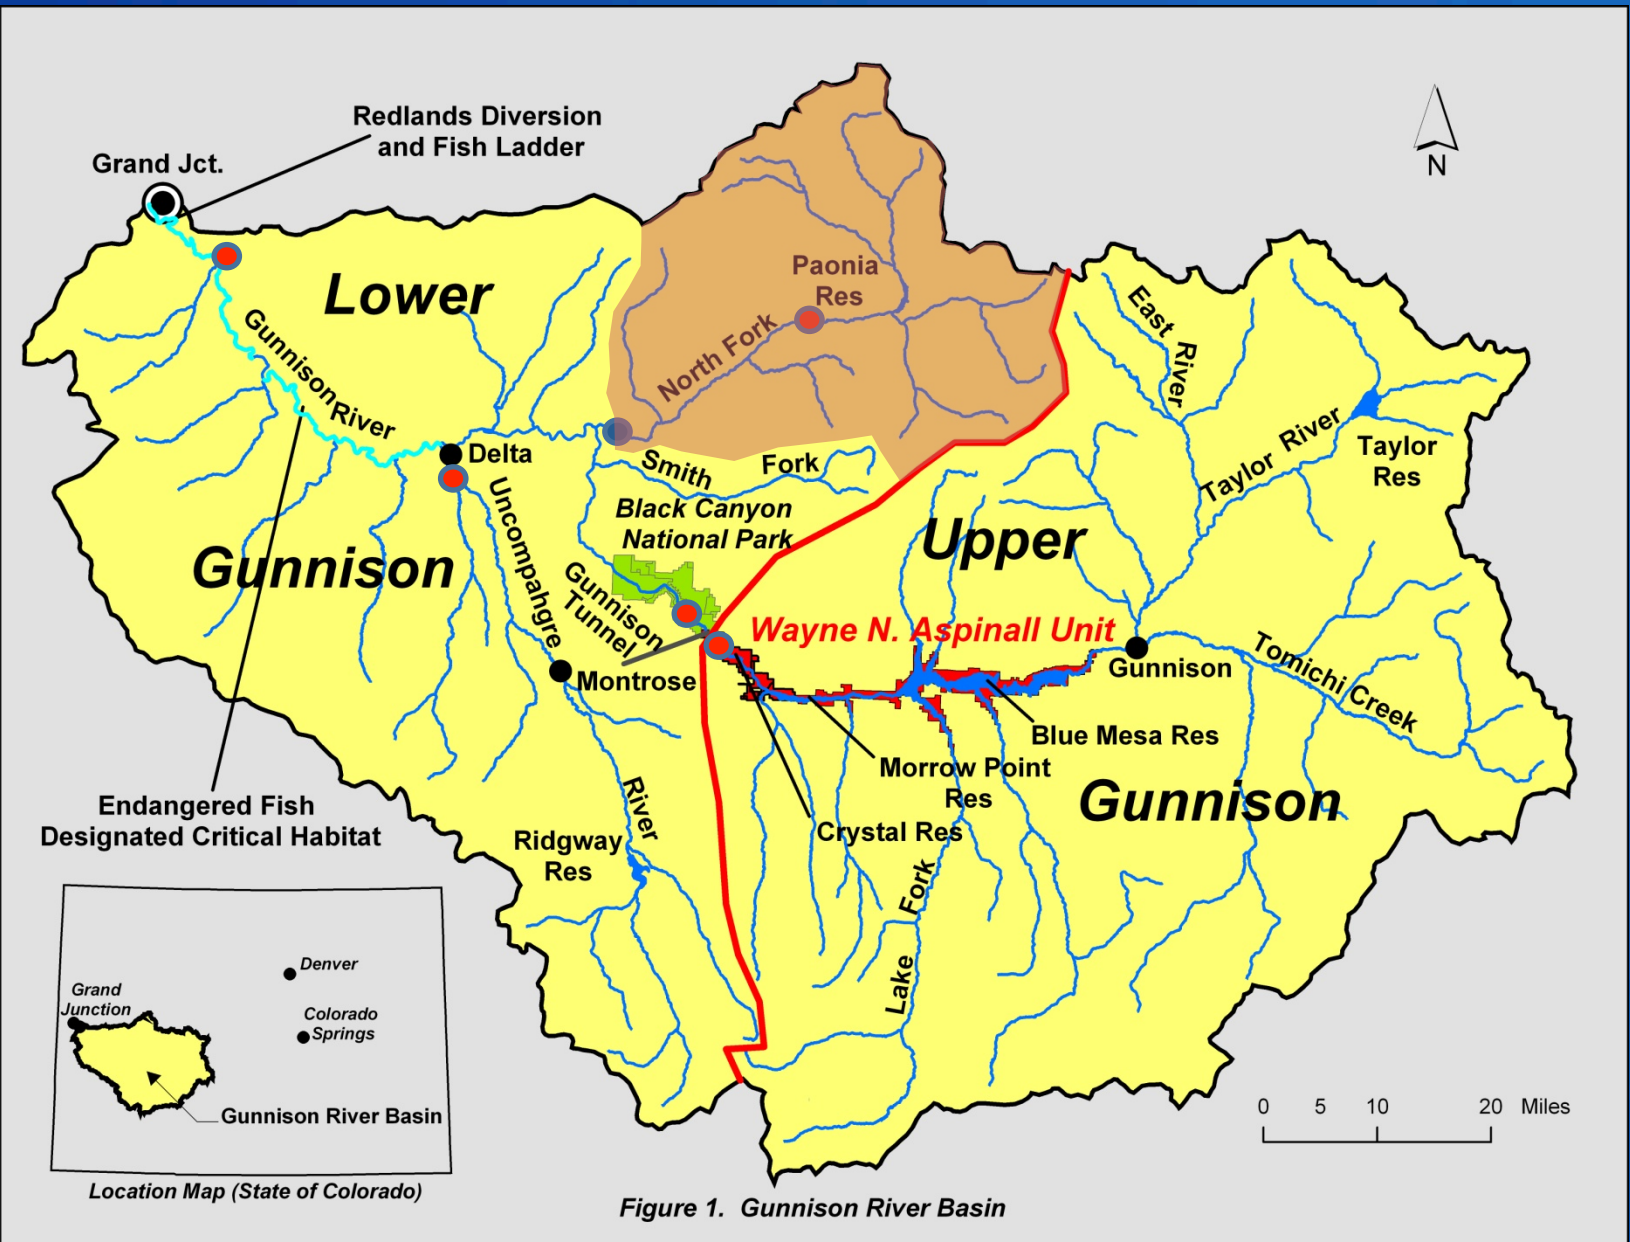 Redlands Diversion
and Fish Ladder
Grand Jct.
N
Paonia
Res
Lower
East River
North Fork
Gunnison River
Taylor River
Taylor
Res
Delta
Smith Fork
Uncompahgre
Black Canyon
National Park
Upper
Gunnison
Gunnison
Tunnel
Wayne N. Aspinall Unit
Gunnison
Tomichi Creek
Montrose
Blue Mesa Res
Morrow Point
Res
Gunnison
Crystal Res
River
Endangered Fish
Designated Critical Habitat
Ridgway
Res
Lake Fork
Denver
Grand
Junction
Colorado
Springs
Gunnison River Basin
0 5 10 20 Miles
Location Map (State of Colorado)
Figure 1. Gunnison River Basin